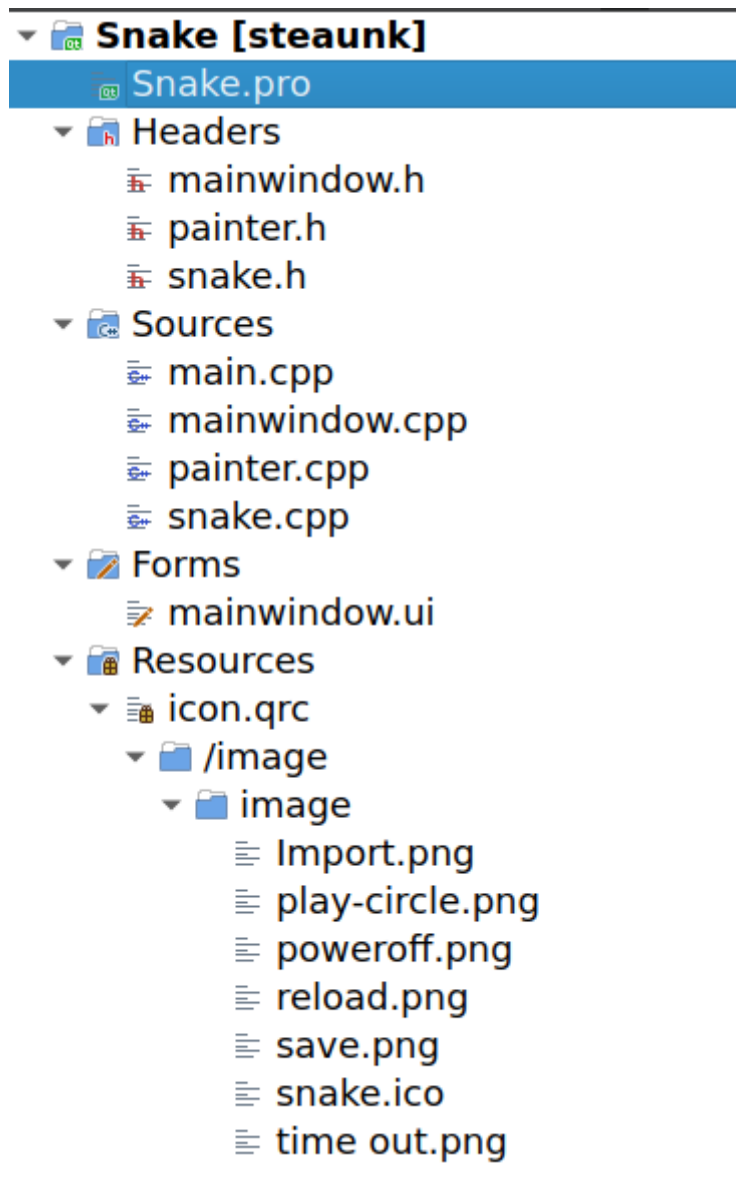 Snake [steaunk]
Snake.pro
Headers
mainwindow.h
painter.h
snake.h
Sources
main.cpp
mainwindow.cpp
painter.cpp
snake.cpp
Forms
mainwindow.ui
Resources
icon.qrc
/image
image
Import.png
play-circle.png
poweroff.png
reload.png
save.png
snake.ico
time out.png